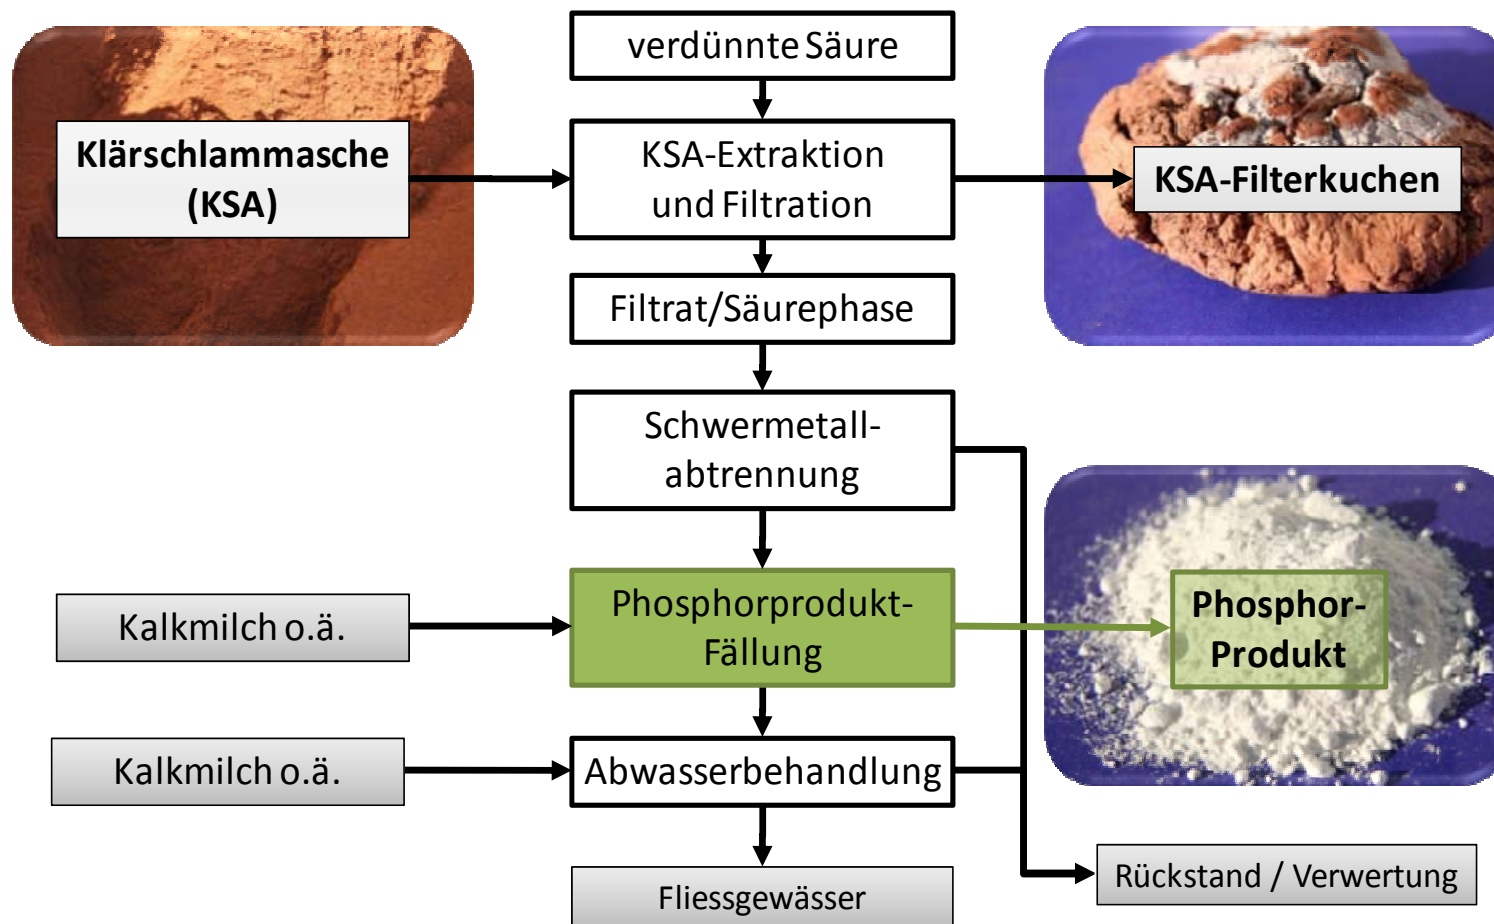 verdünnte Säure
Klärschlammasche
(KSA)
KSA-Extraktion
und Filtration
KSA-Filterkuchen
Filtrat/Säurephase
Schwermetall-
abtrennung
Kalkmilch o.ä.
Phosphorprodukt-
Fällung
Phosphor-
Produkt
Kalkmilch o.ä.
Abwasserbehandlung
Fliessgewässer
Rückstand / Verwertung